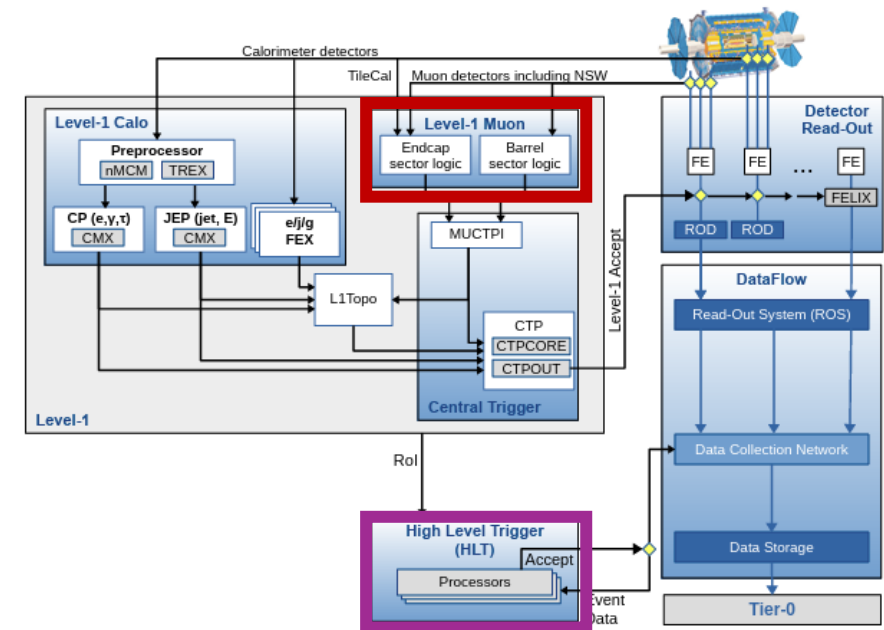 Calorimeter detectors
TileCal
Muon detectors including NSW
Level-1 Calo
Preprocessor
nMCM
TREX
CP (e,γ,τ)
CMX
JEP (jet, E)
CMX
e/j/g
FEX
Level-1 Muon
Endcap
sector logic
Barrel
sector logic
MUCTPI
L1Topo
CTP
CTPCORE
CTPOUT
Central Trigger
Level-1
Level-1 Accept
Detector
Read-Out
FE
FE
...
FE
FELIX
ROD
ROD
DataFlow
Read-Out System (ROS)
Data Collection Network
Data Storage
Tier-0
RoI
High Level Trigger
(HLT)
Accept
Processors
Event
Data